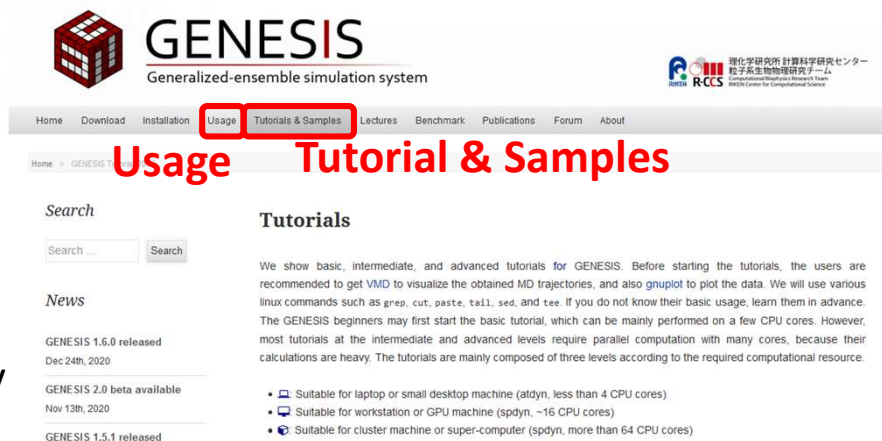 GENESIS
Generalized-ensemble simulation system
RIKEN R-CCS
理化学研究所 計算科学研究センター
粒子系生物物理研究チーム
Computational Biophysics Research Team
RIKEN Center for Computational Science
Home Download Installation Usage Tutorials & Samples Lectures Benchmark Publications Forum About
Usage Tutorial & Samples
Home » GENESIS
Search
Search ... Search
News
GENESIS 1.6.0 released
Dec 24th, 2020
GENESIS 2.0 beta available
Nov 13th, 2020
GENESIS 1.5.1 released
Tutorials
We show basic, intermediate, and advanced tutorials for GENESIS. Before starting the tutorials, the users are
recommended to get VMD to visualize the obtained MD trajectories, and also gnuplot to plot the data. We will use various
linux commands such as grep, cut, paste, tail, sed, and tee. If you do not know their basic usage, learn them in advance.
The GENESIS beginners may first start the basic tutorial, which can be mainly performed on a few CPU cores. However,
most tutorials at the intermediate and advanced levels require parallel computation with many cores, because their
calculations are heavy. The tutorials are mainly composed of three levels according to the required computational resource.
• : Suitable for laptop or small desktop machine (atdyn, less than 4 CPU cores)
• : Suitable for workstation or GPU machine (spdyn, ~16 CPU cores)
• : Suitable for cluster machine or super-computer (spdyn, more than 64 CPU cores)